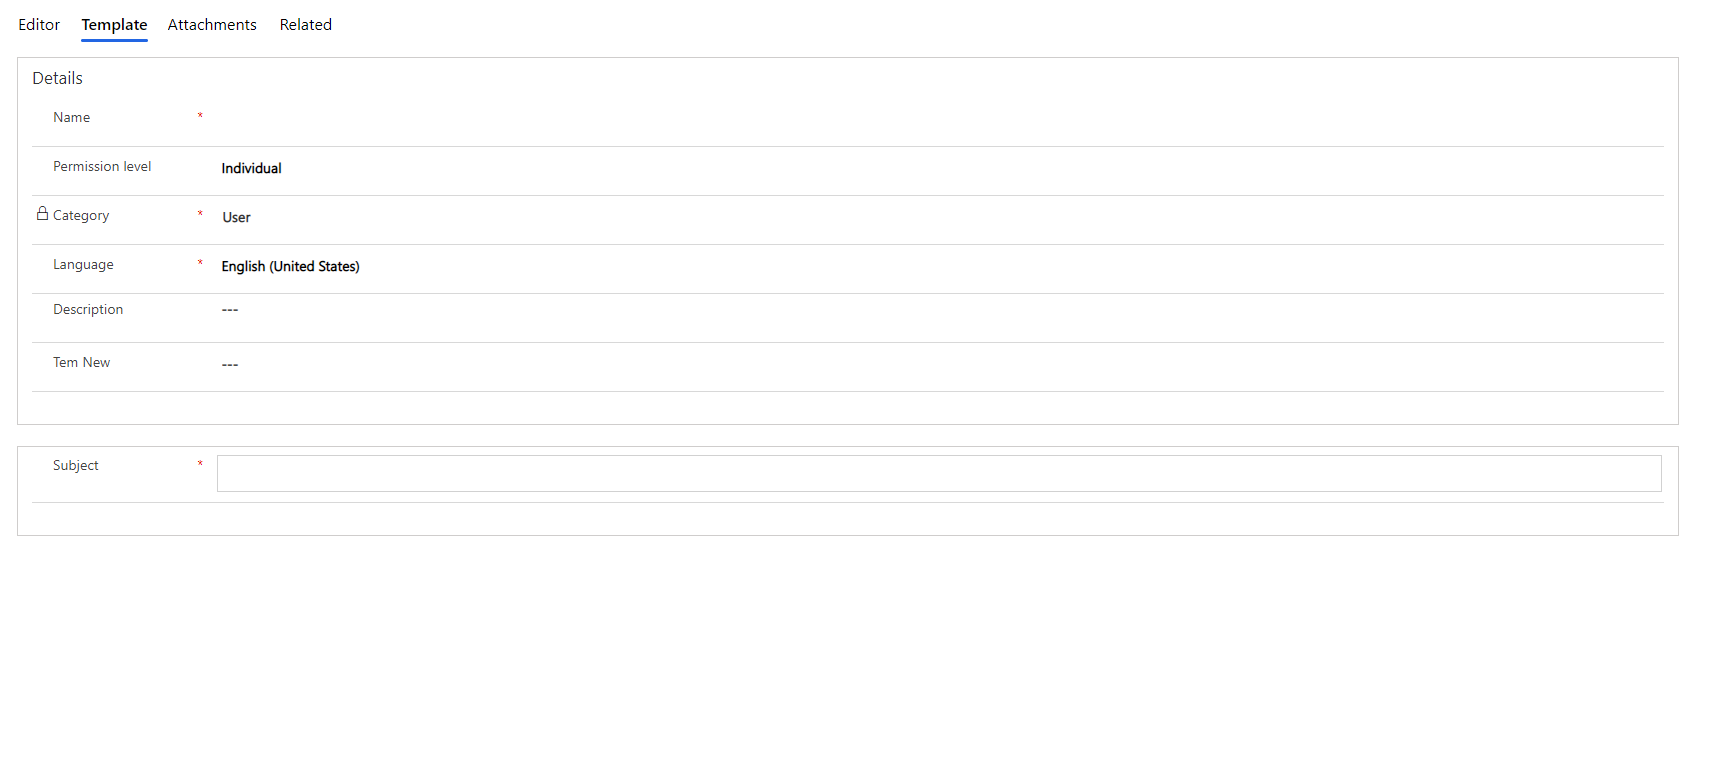 Editor Template Attachments Related
Details
Name *
Permission level Individual
Category * User
Language * English (United States)
Description ---
Tem New ---
Subject *